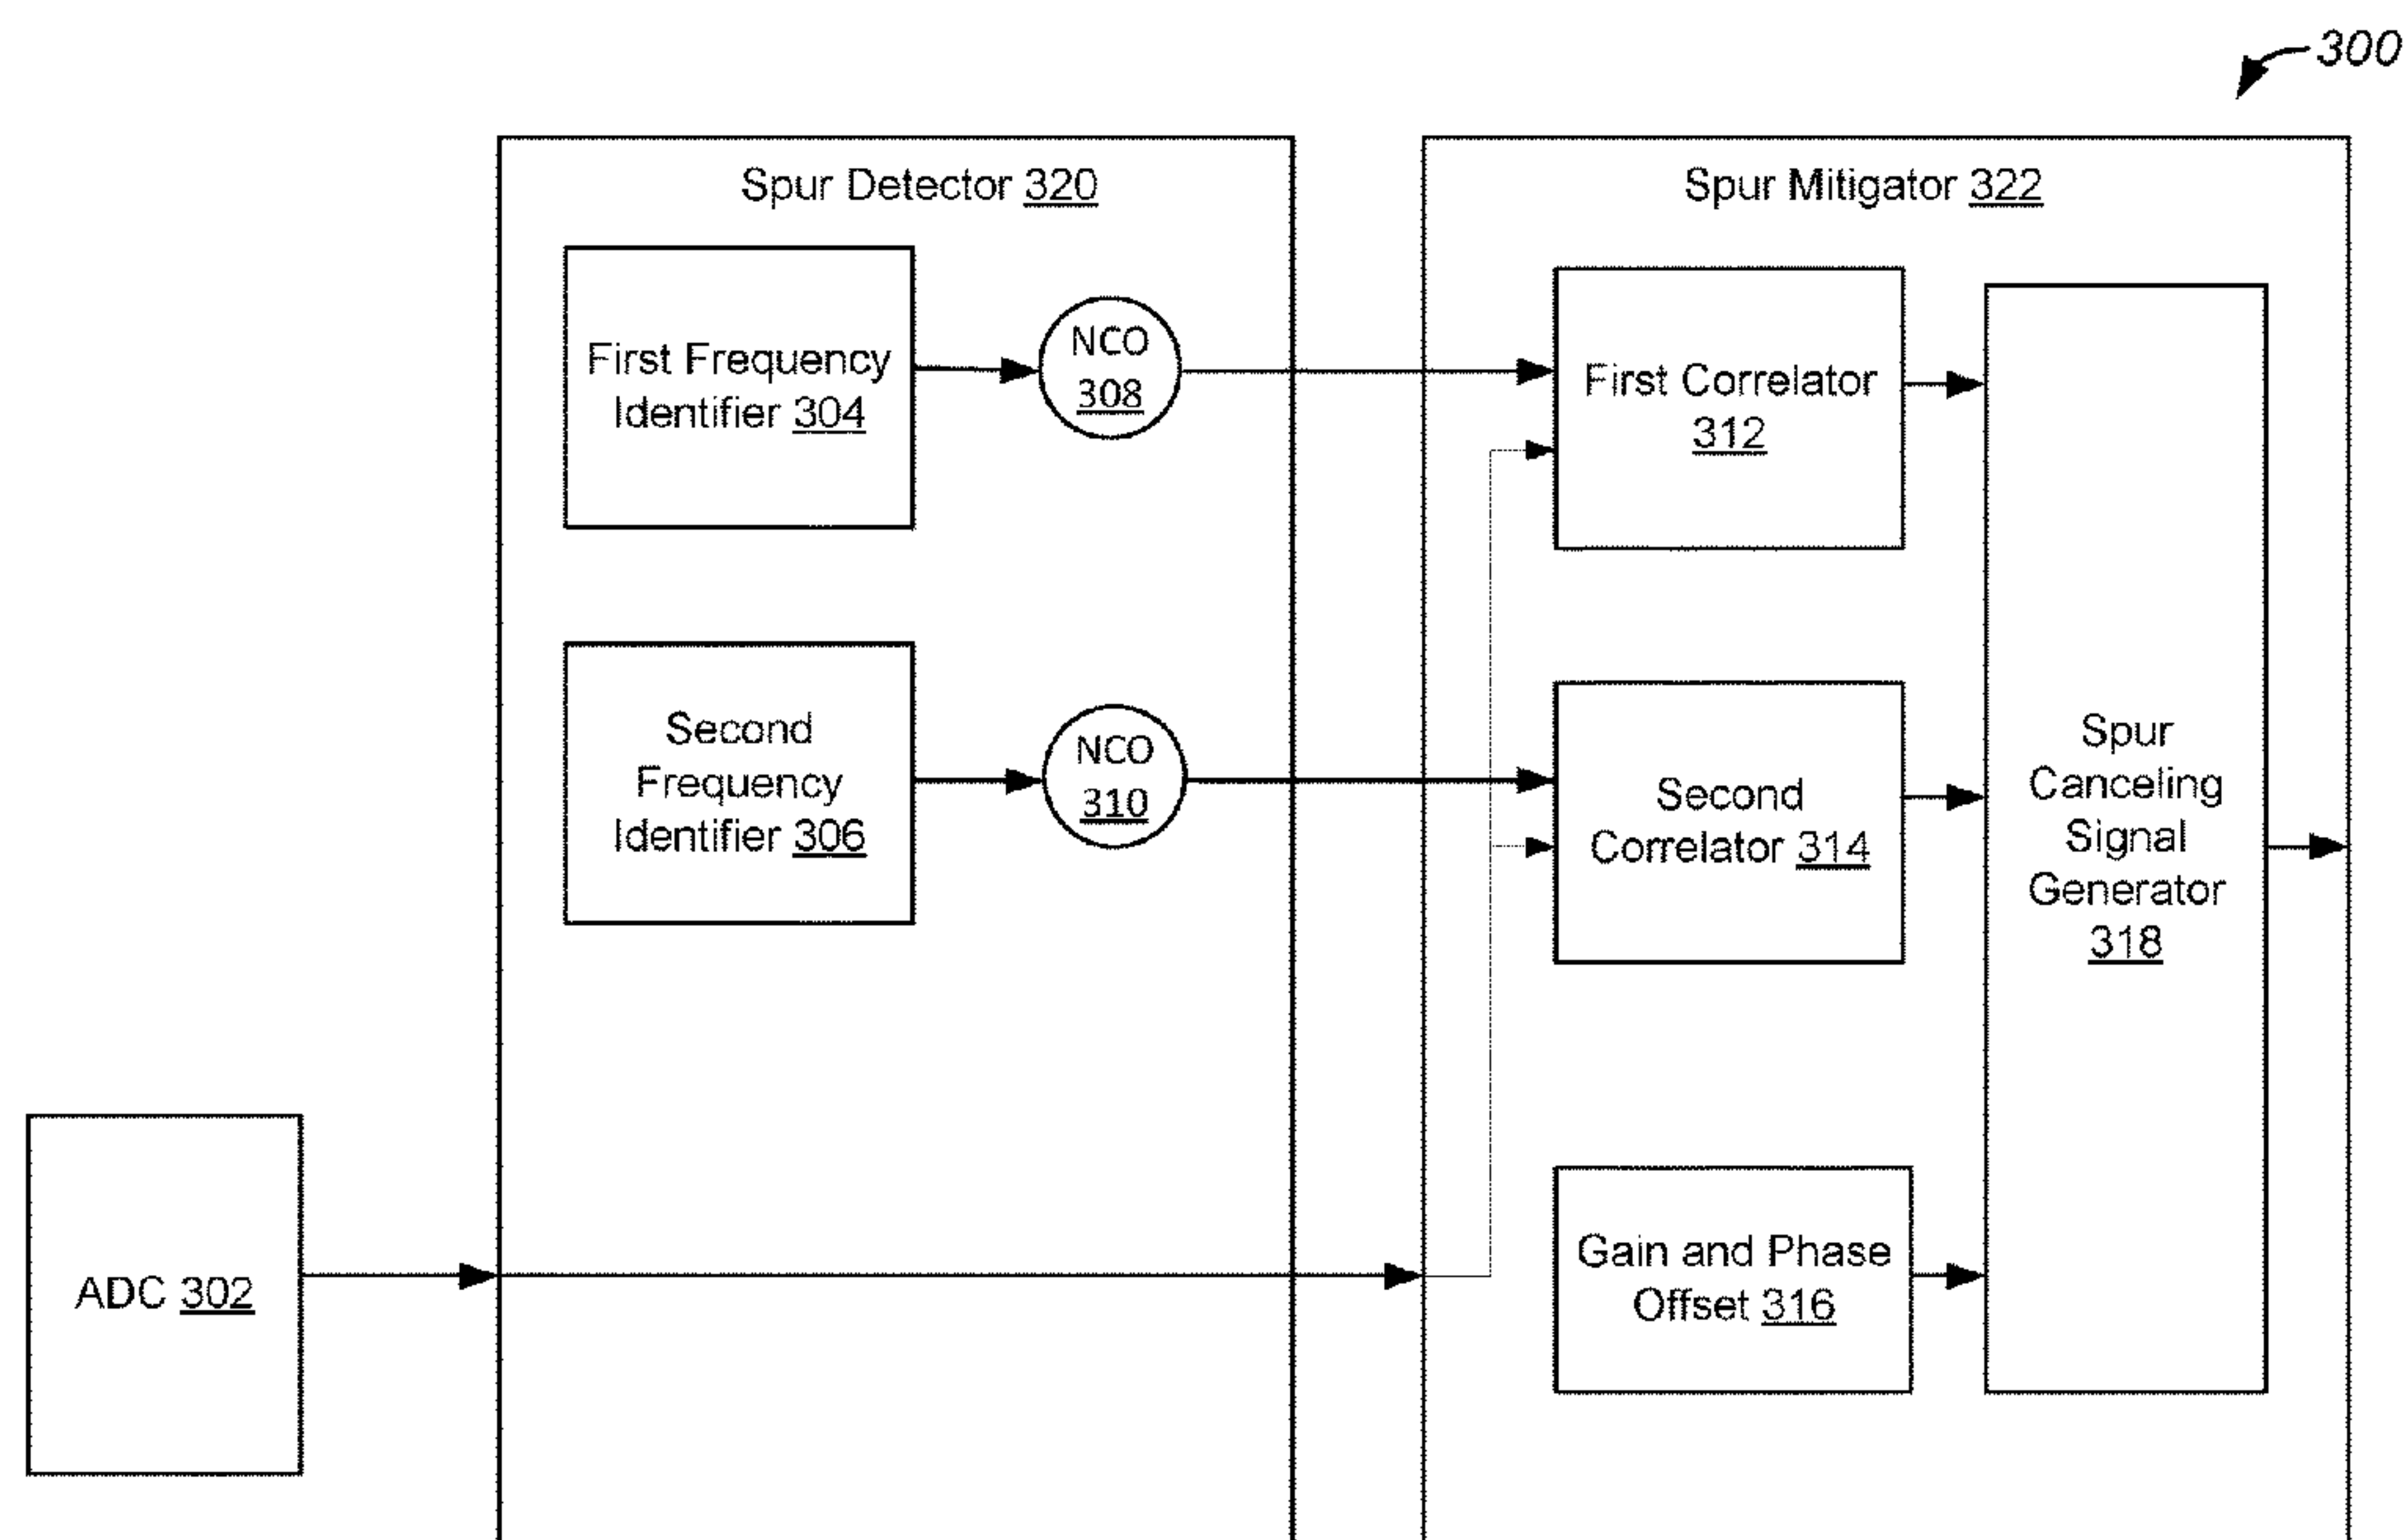 300
Spur Detector 320
Spur Mitigator 322
First Frequency
Identifier 304
NCO
308
First Correlator
312
Second
Frequency
Identifier 306
NCO
310
Second
Correlator 314
Spur
Canceling
Signal
Generator
318
ADC 302
Gain and Phase
Offset 316